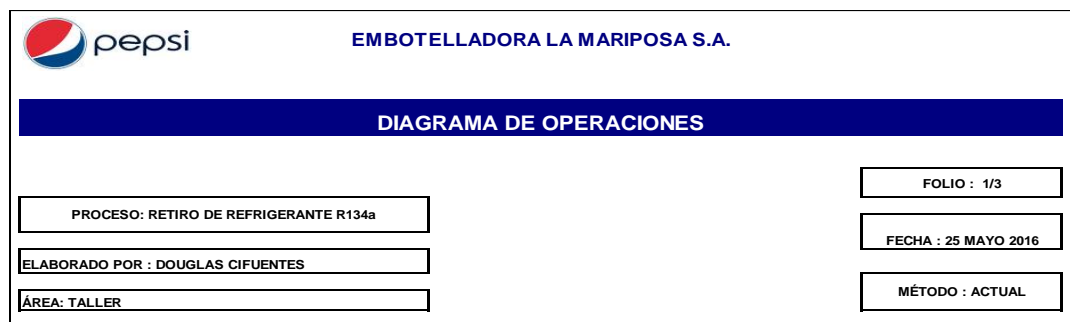 pepsi
EMBOTELLADORA LA MARIPOSA S.A.
DIAGRAMA DE OPERACIONES
FOLIO : 1/3
PROCESO: RETIRO DE REFRIGERANTE R134a
FECHA : 25 MAYO 2016
ELABORADO POR : DOUGLAS CIFUENTES
MÉTODO : ACTUAL
ÁREA: TALLER